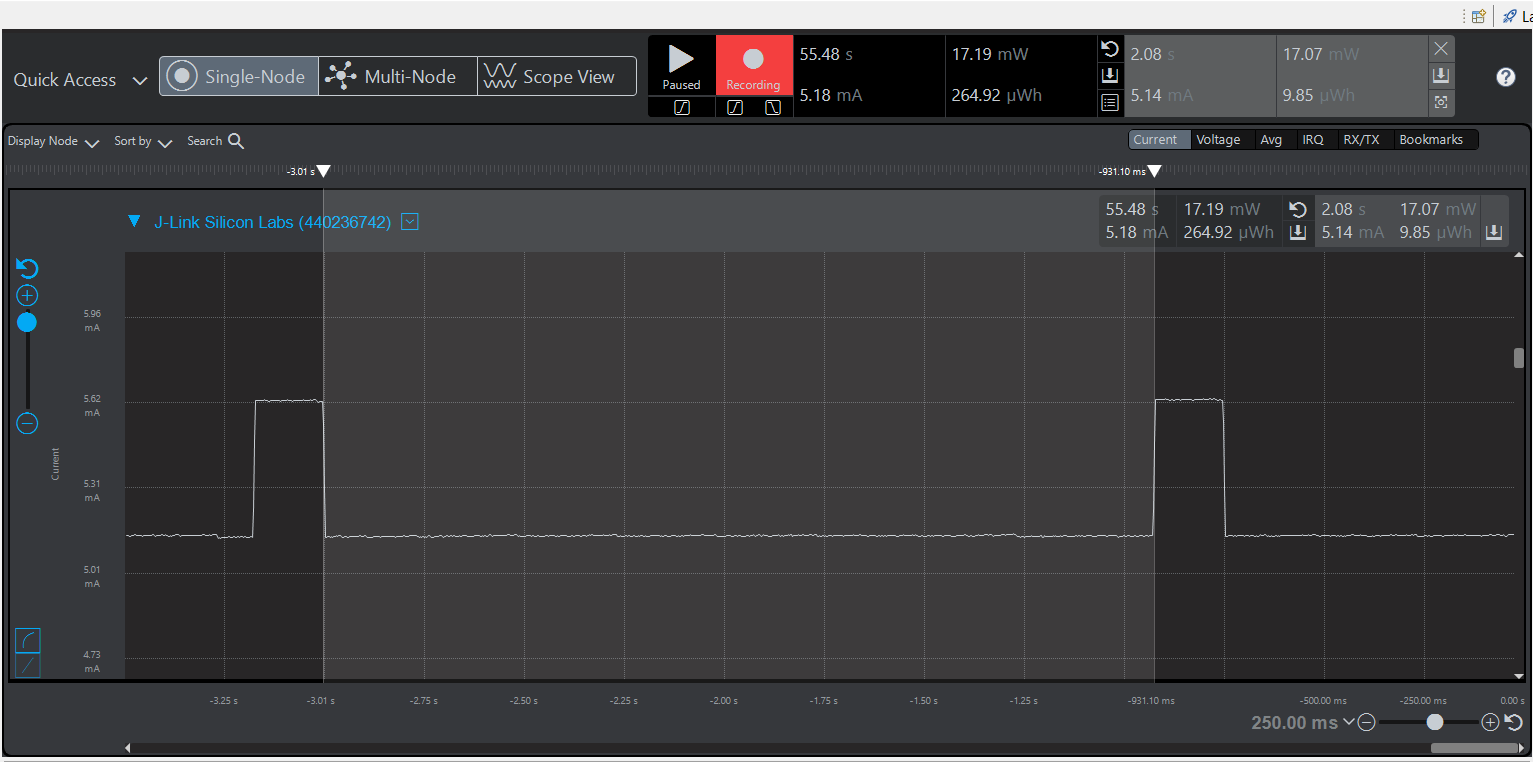 La
Quick Access
Single-Node
Multi-Node
Scope View
Paused
Recording
55.48 s 17.19 mW
5.18 mA 264.92 µWh
2.08 s 17.07 mW
5.14 mA 9.85 µWh
?
Display Node Sort by Search
Current Voltage Avg IRQ RX/TX Bookmarks
-3.01 s -931.10 ms
J-Link Silicon Labs (440236742)
55.48 s 17.19 mW 2.08 s 17.07 mW
5.18 mA 264.92 µWh 5.14 mA 9.85 µWh
5.96
mA
5.62
mA
Current
5.31
mA
5.01
mA
4.73
mA
-3.25 s -3.01 s -2.75 s -2.50 s -2.25 s -2.00 s -1.75 s -1.50 s -1.25 s -931.10 ms -500.00 ms -250.00 ms 0.00 s
250.00 ms